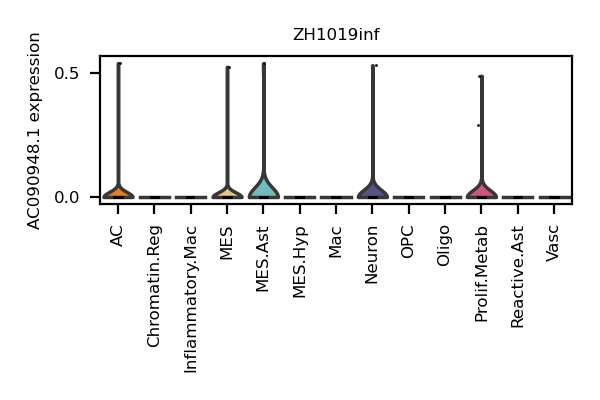 ZH1019inf
AC090948.1 expression
0.5
0.0
AC
Chromatin.Reg
Inflammatory.Mac
MES
MES.Ast
MES.Hyp
Mac
Neuron
OPC
Oligo
Prolif.Metab
Reactive.Ast
Vasc